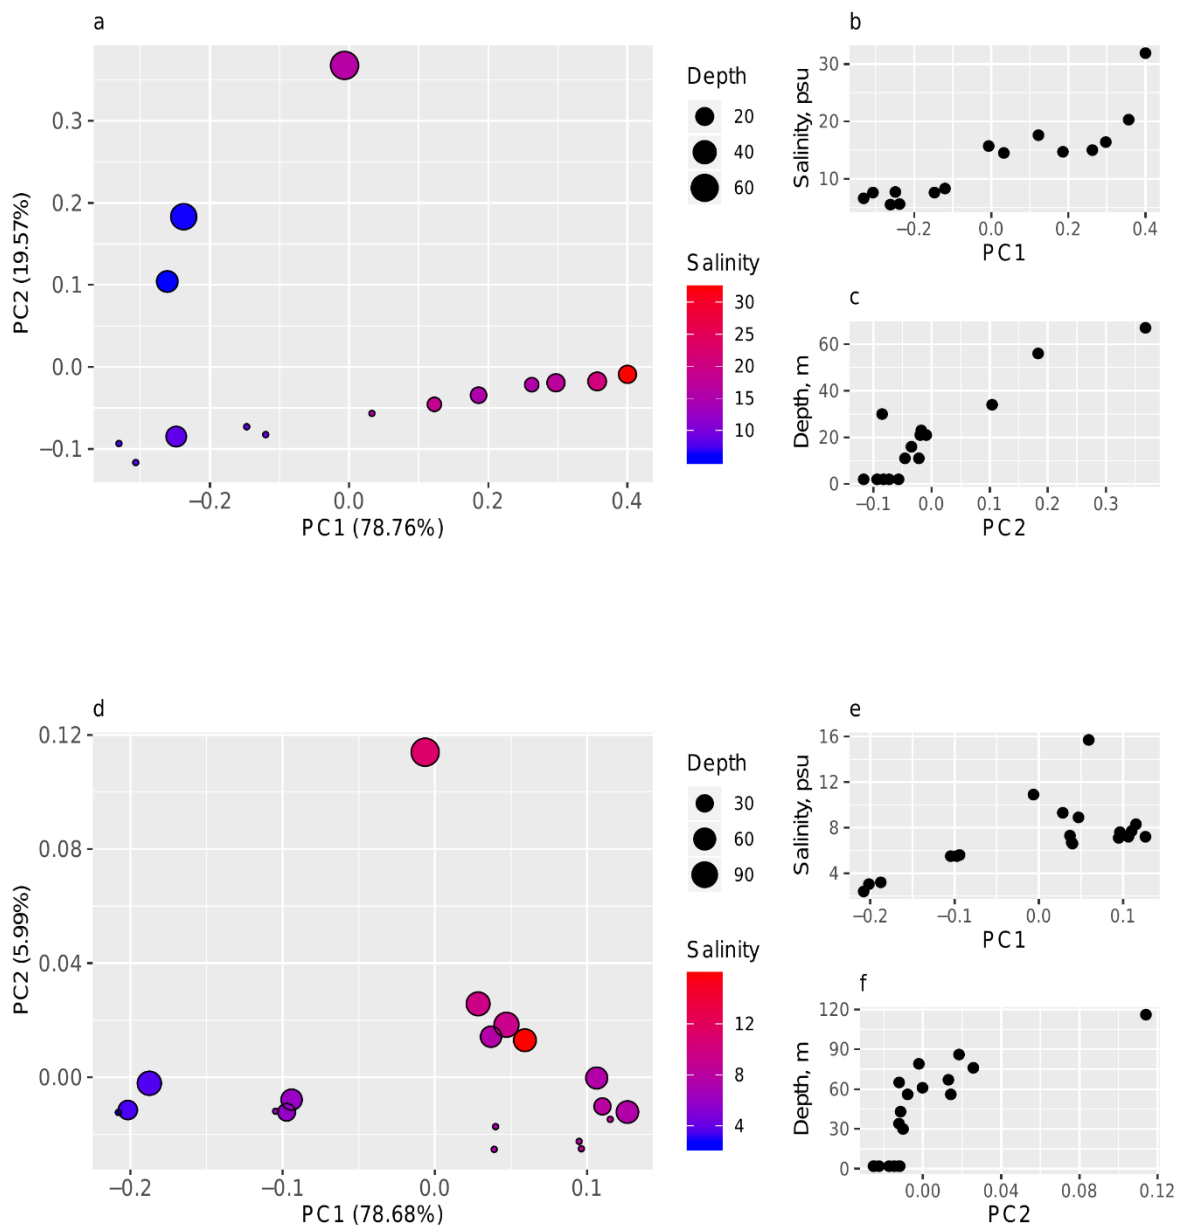 a
PC2 (19.57%)
0.3
0.2
0.1
0.0
−0.1
−0.2
0.0
0.2
0.4
PC1 (78.76%)
Depth
20
40
60
Salinity
30
25
20
15
10
b
Salinity, psu
30
20
10
−0.2
0.0
0.2
0.4
PC1
c
Depth, m
60
40
20
0
−0.1
0.0
0.1
0.2
0.3
PC2
d
PC2 (5.99%)
0.12
0.08
0.04
0.00
−0.2
−0.1
0.0
0.1
PC1 (78.68%)
Depth
30
60
90
Salinity
12
8
4
e
Salinity, psu
16
12
8
4
−0.2
−0.1
0.0
0.1
PC1
f
Depth, m
120
90
60
30
0
0.00
0.04
0.08
0.12
PC2